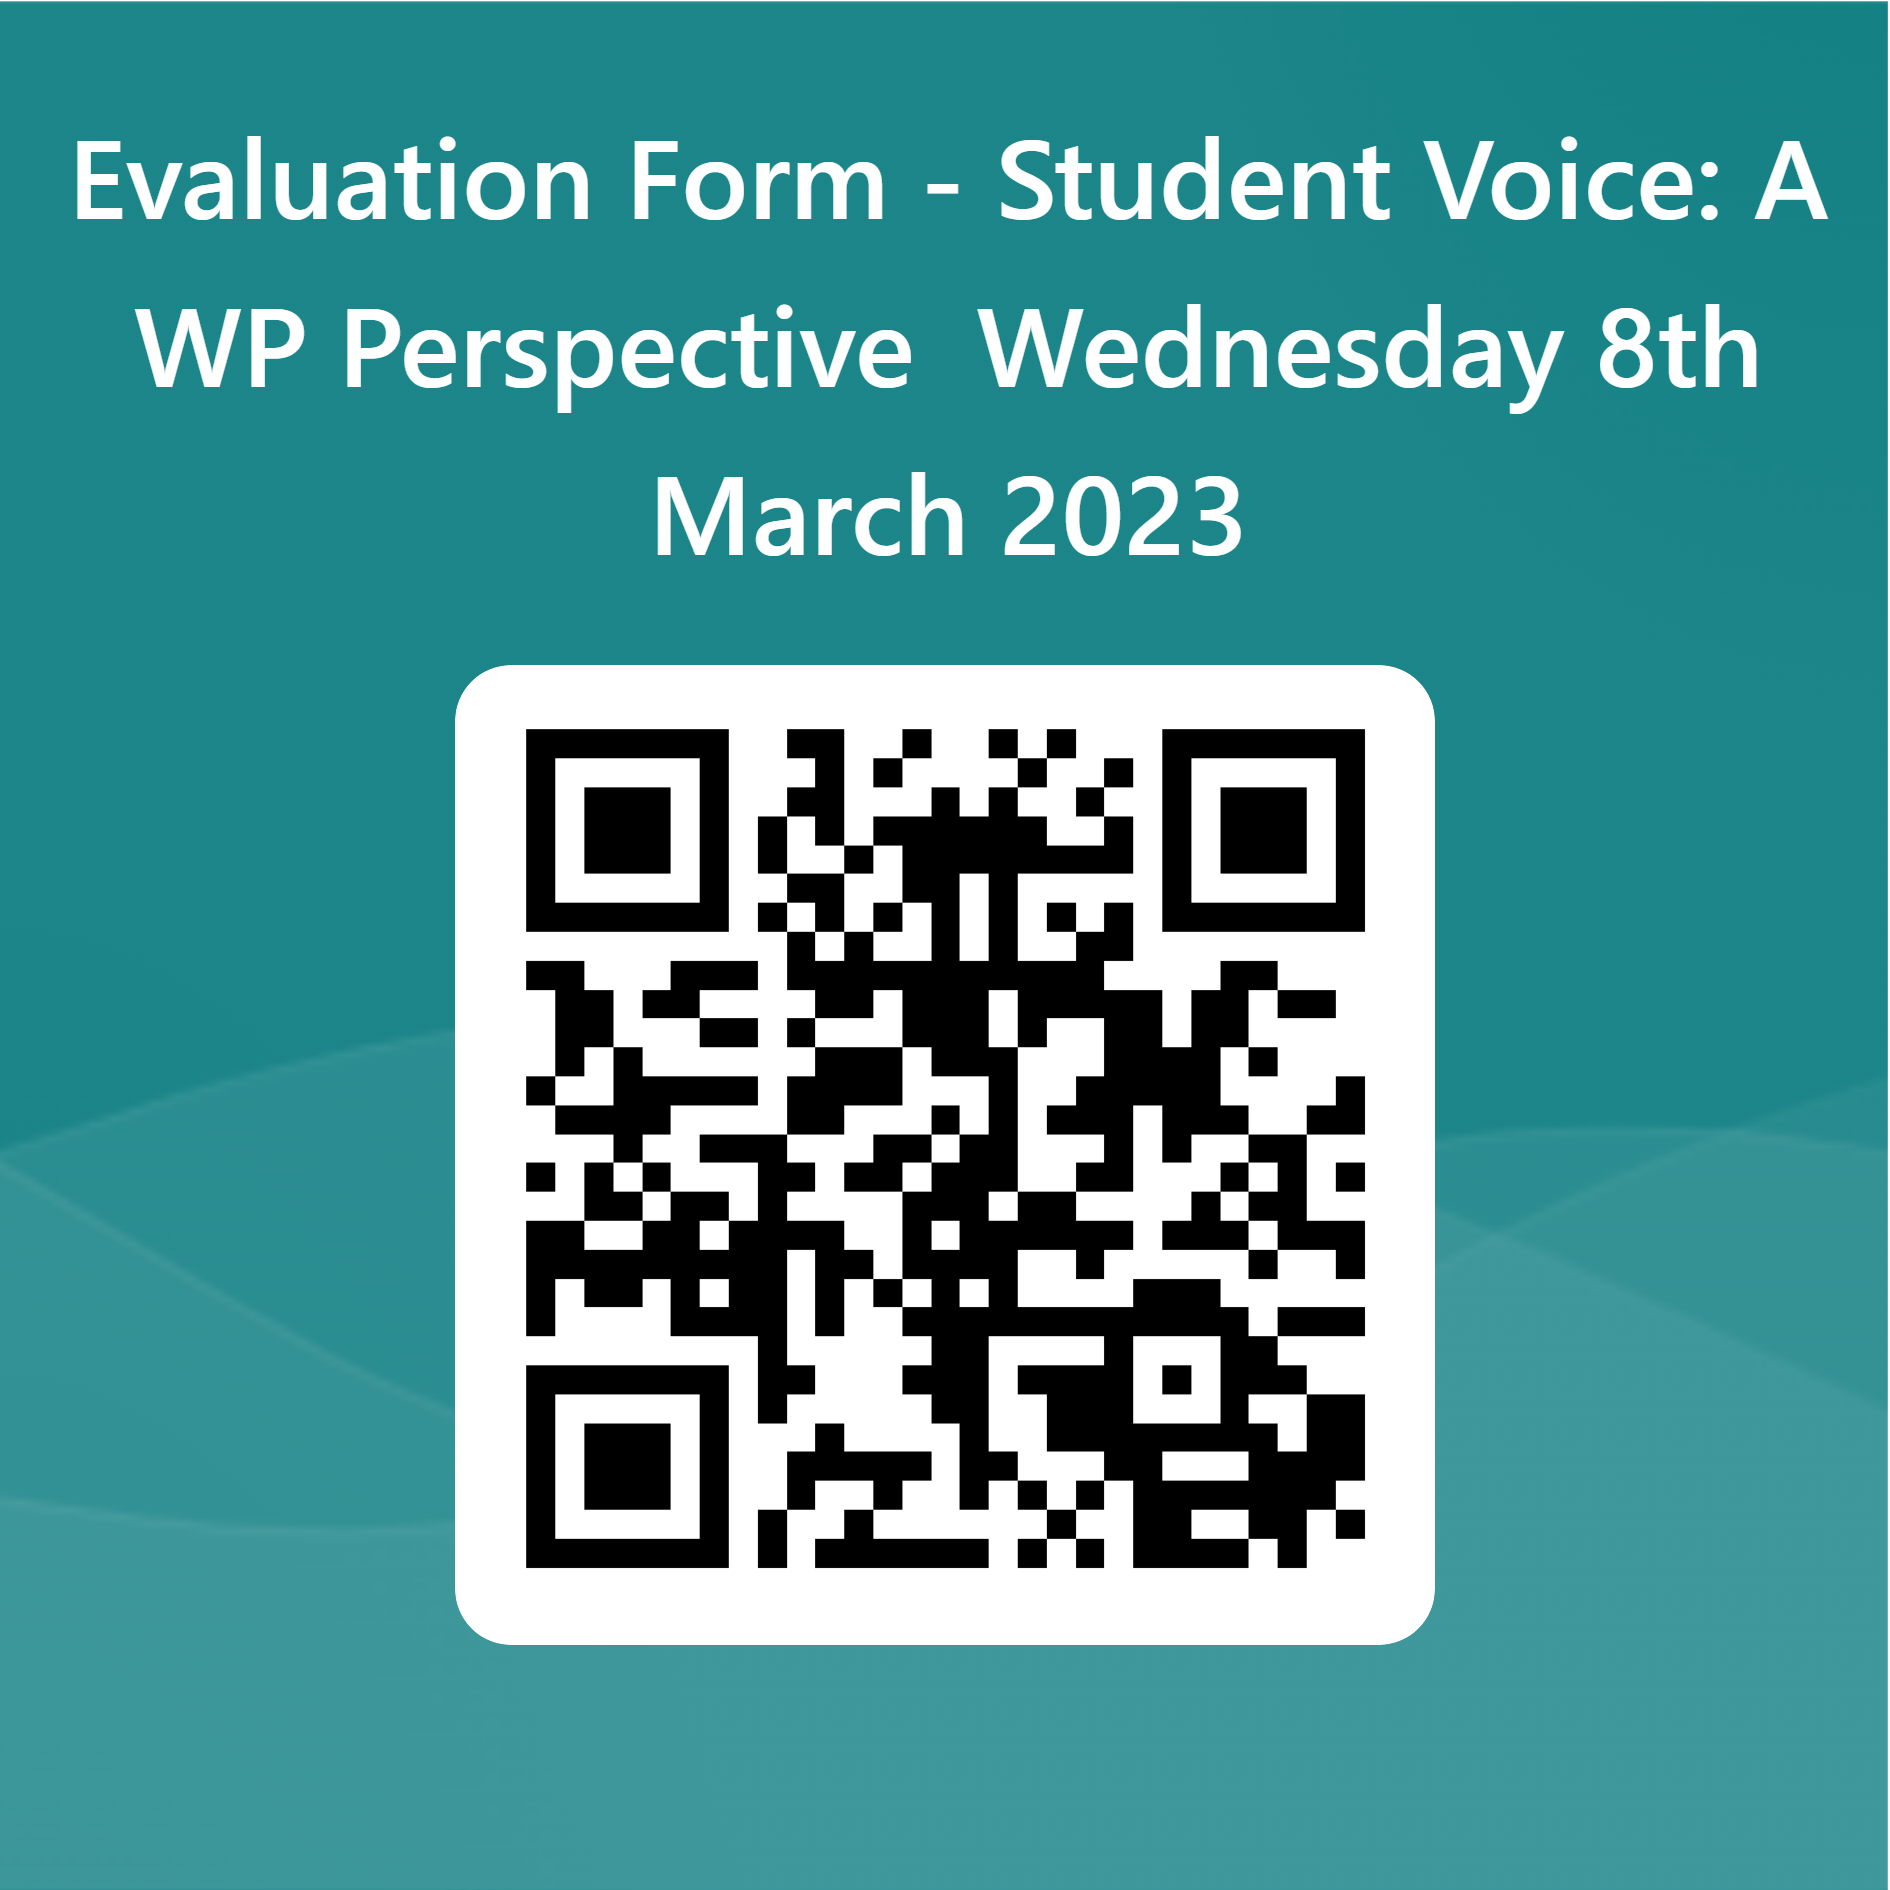 Evaluation Form - Student Voice: A
WP Perspective  Wednesday 8th
March 2023